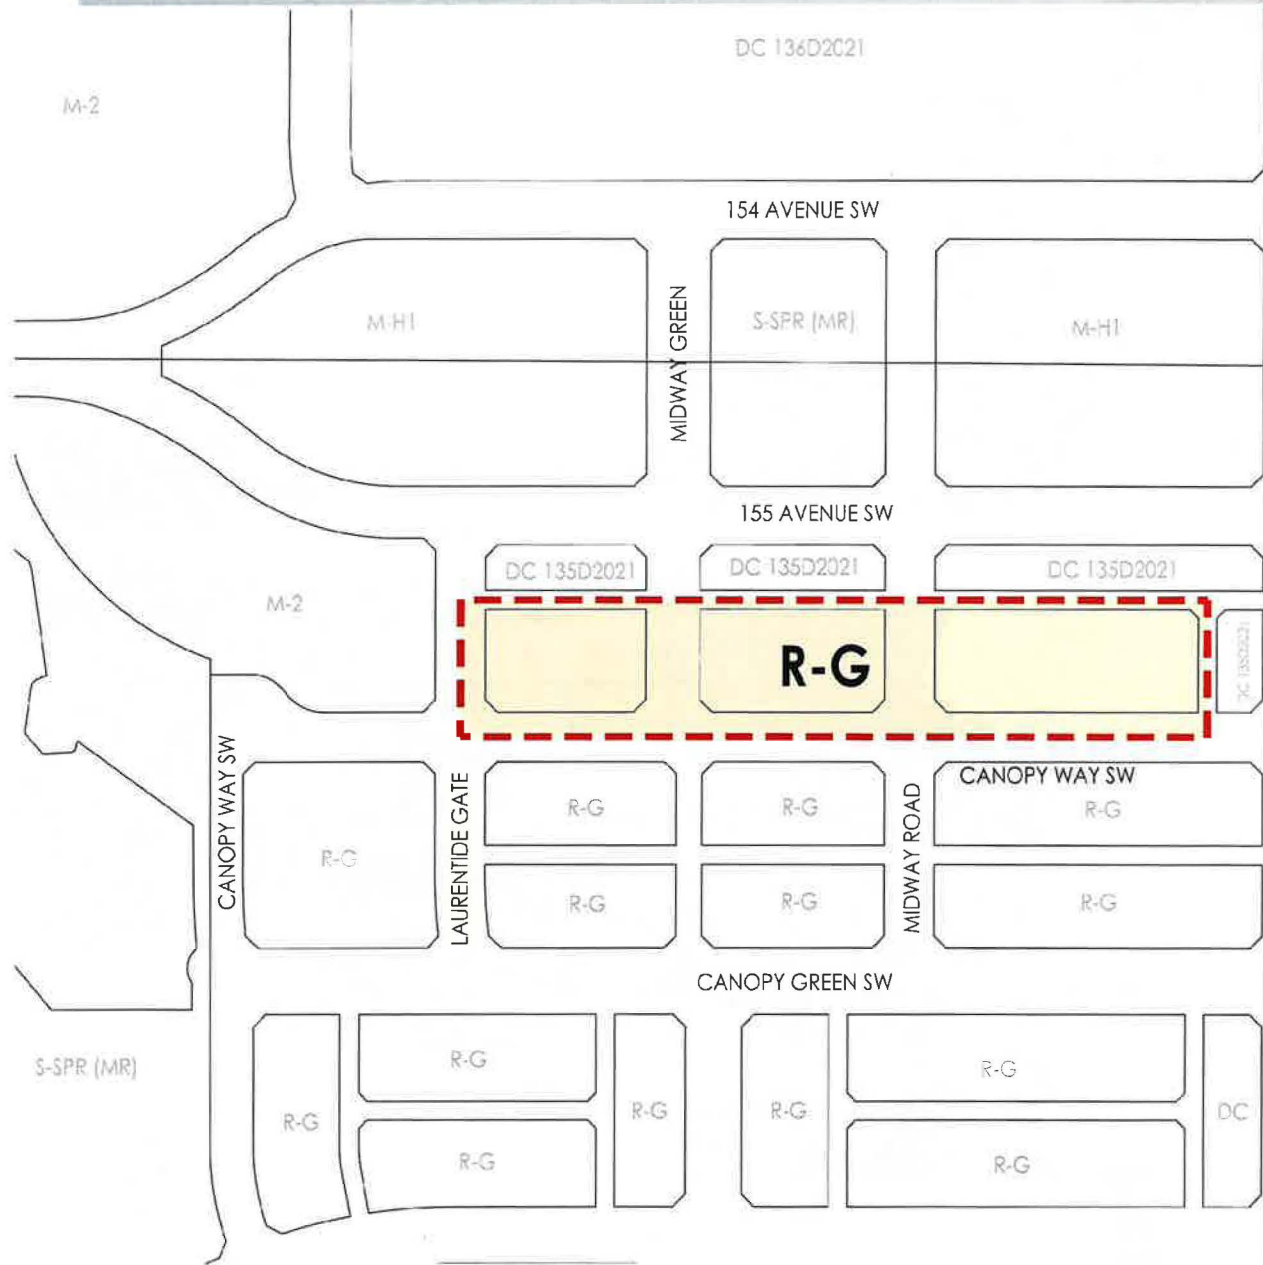 DC 136D2021
M-2
154 AVENUE SW
M-H1
MIDWAY GREEN
S-SPR (MR)
M-H1
155 AVENUE SW
DC 135D2021
DC 135D2021
DC 135D2021
M-2
R-G
DC 135D2021
CANOPY WAY SW
LAURENTIDE GATE
MIDWAY ROAD
CANOPY WAY SW
R-G
R-G
R-G
R-G
R-G
R-G
R-G
CANOPY GREEN SW
S-SPR (MR)
R-G
R-G
R-G
R-G
R-G
DC
R-G
R-G
R-G